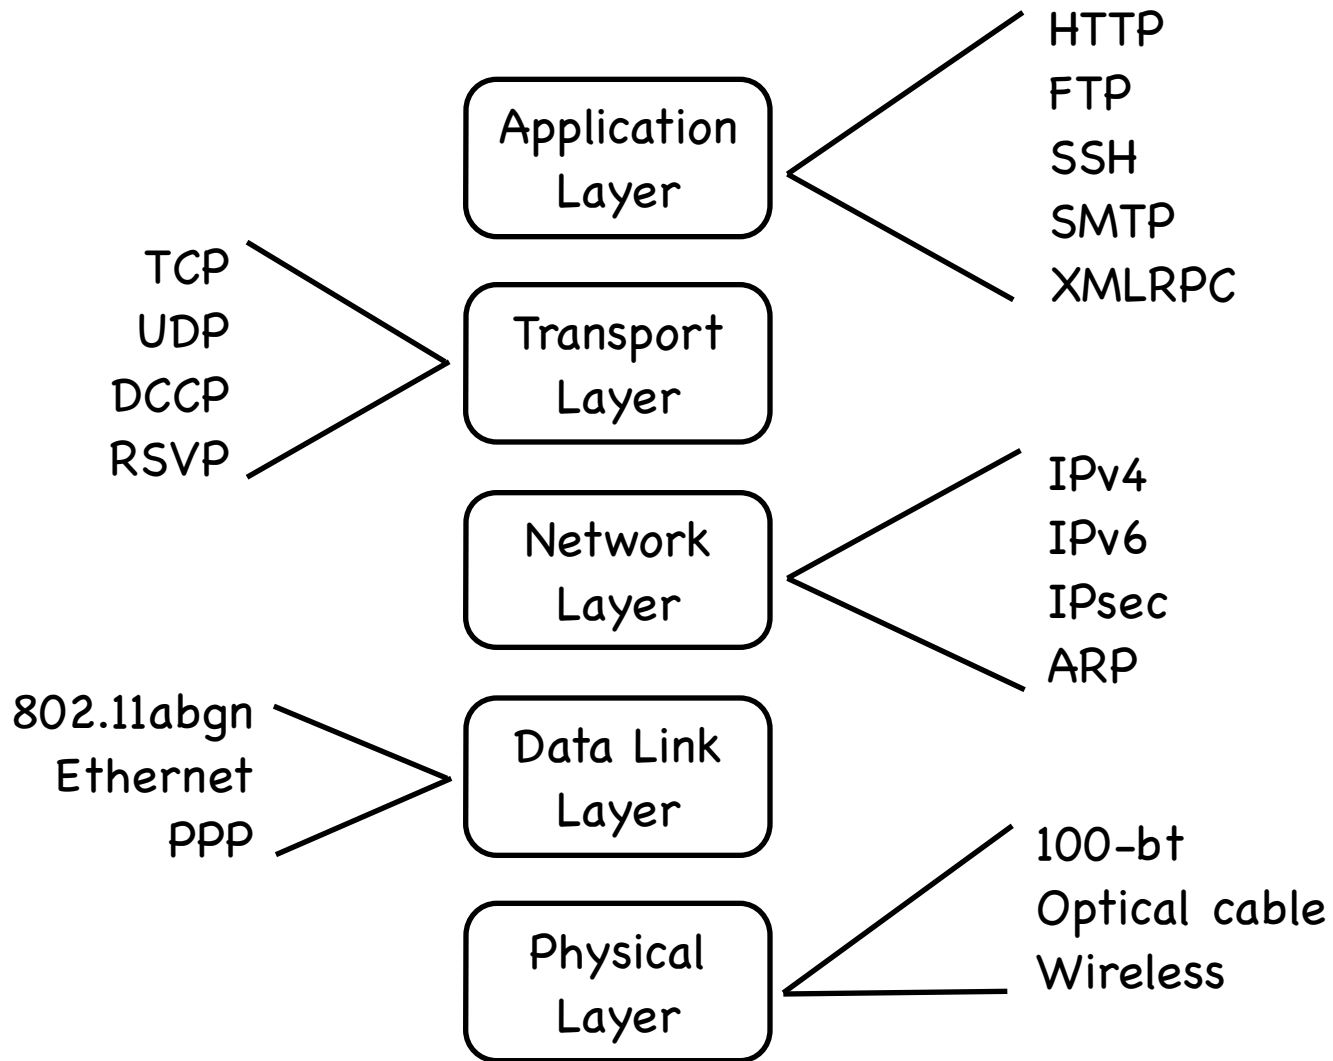 HTTP
FTP
SSH
SMTP
XMLRPC
Application
Layer
TCP
UDP
DCCP
RSVP
Transport
Layer
IPv4
IPv6
IPsec
ARP
Network
Layer
802.11abgn
Ethernet
PPP
Data Link
Layer
100-bt
Optical cable
Wireless
Physical
Layer